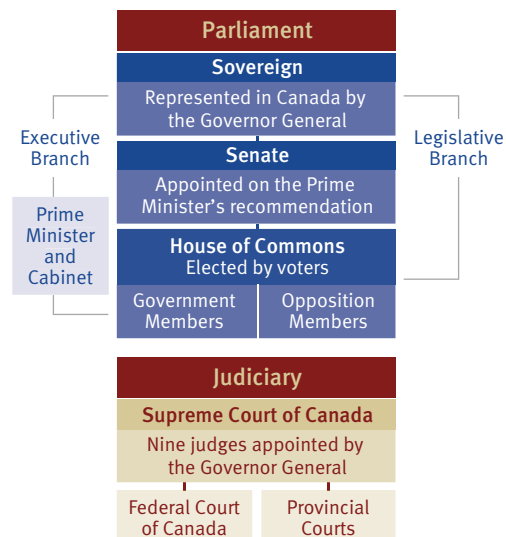 Parliament
Sovereign
Represented in Canada by
the Governor General
Executive
Branch
Legislative
Branch
Senate
Appointed on the Prime
Minister's recommendation
Prime
Minister
and
Cabinet
House of Commons
Elected by voters
Government
Members
Opposition
Members
Judiciary
Supreme Court of Canada
Nine judges appointed by
the Governor General
Federal Court
of Canada
Provincial
Courts